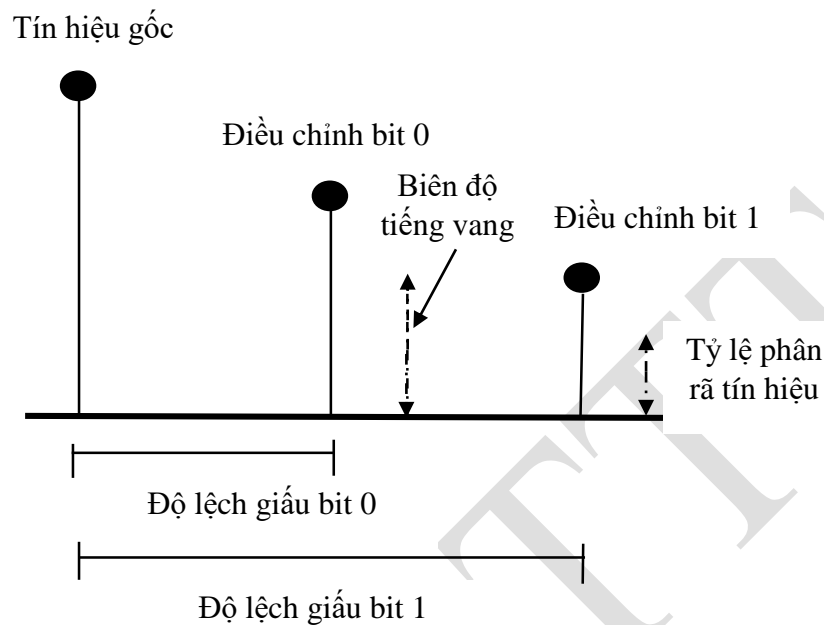 Tín hiệu gốc
Điều chỉnh bit 0
Biên độ
tiếng vang
Điều chỉnh bit 1
Tỷ lệ phân
rã tín hiệu
Độ lệch giấu bit 0
Độ lệch giấu bit 1